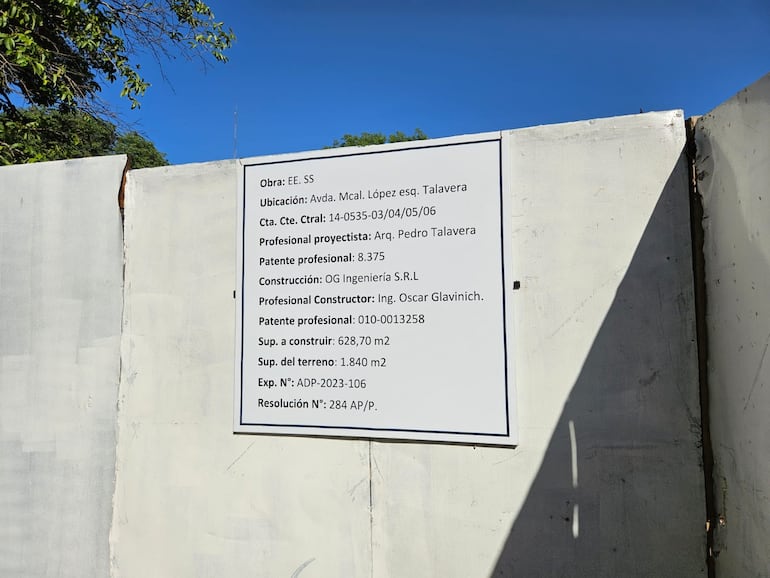 Obra: EE. SS
Ubicación: Avda. Mcal. López esq. Talavera
Cta. Cte. Ctral: 14-0535-03/04/05/06
Profesional proyectista: Arq. Pedro Talavera
Patente profesional: 8.375
Construcción: OG Ingeniería S.R.L
Profesional Constructor: Ing. Oscar Glavinich.
Patente profesional: 010-0013258
Sup. a construir: 628,70 m2
Sup. del terreno: 1.840 m2
Exp. N°: ADP-2023-106
Resolución N°: 284 AP/P.